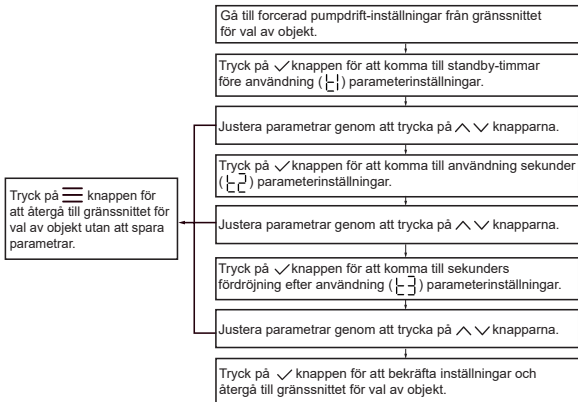 Gå till forcerad pumpdrift-inställningar från gränssnittet
för val av objekt.
Tryck på ✓knappen för att komma till standby-timmar
före användning (t1) parameterinställningar.
Justera parametrar genom att trycka på ∧ ∨ knapparna.
Tryck på ✓knappen för att komma till användning sekunder
(t2) parameterinställningar.
Justera parametrar genom att trycka på ∧ ∨ knapparna.
Tryck på ✓knappen för att komma till sekunders
fördröjning efter användning (t3) parameterinställningar.
Justera parametrar genom att trycka på ∧ ∨ knapparna.
Tryck på ✓ knappen för att bekräfta inställningar och
återgå till gränssnittet för val av objekt.
Tryck på ☰ knappen för
att återgå till gränssnittet för
val av objekt utan att spara
parametrar.